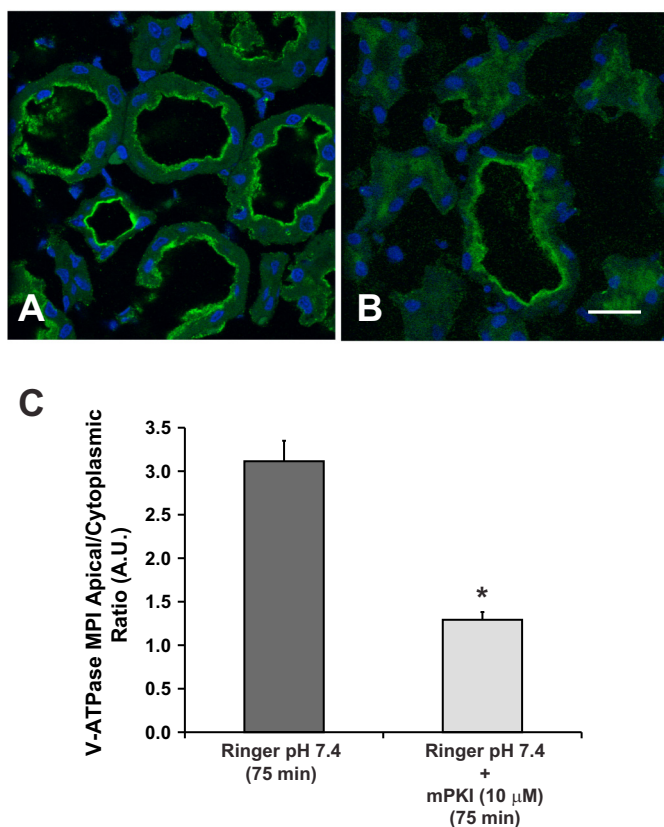 A
B
C
V-ATPase MPI Apical/Cytoplasmic
Ratio (A.U.)
3.5
3.0
2.5
2.0
1.5
1.0
0.5
0.0
*
Ringer pH 7.4
(75 min)
Ringer pH 7.4
+
mPKI (10 μM)
(75 min)